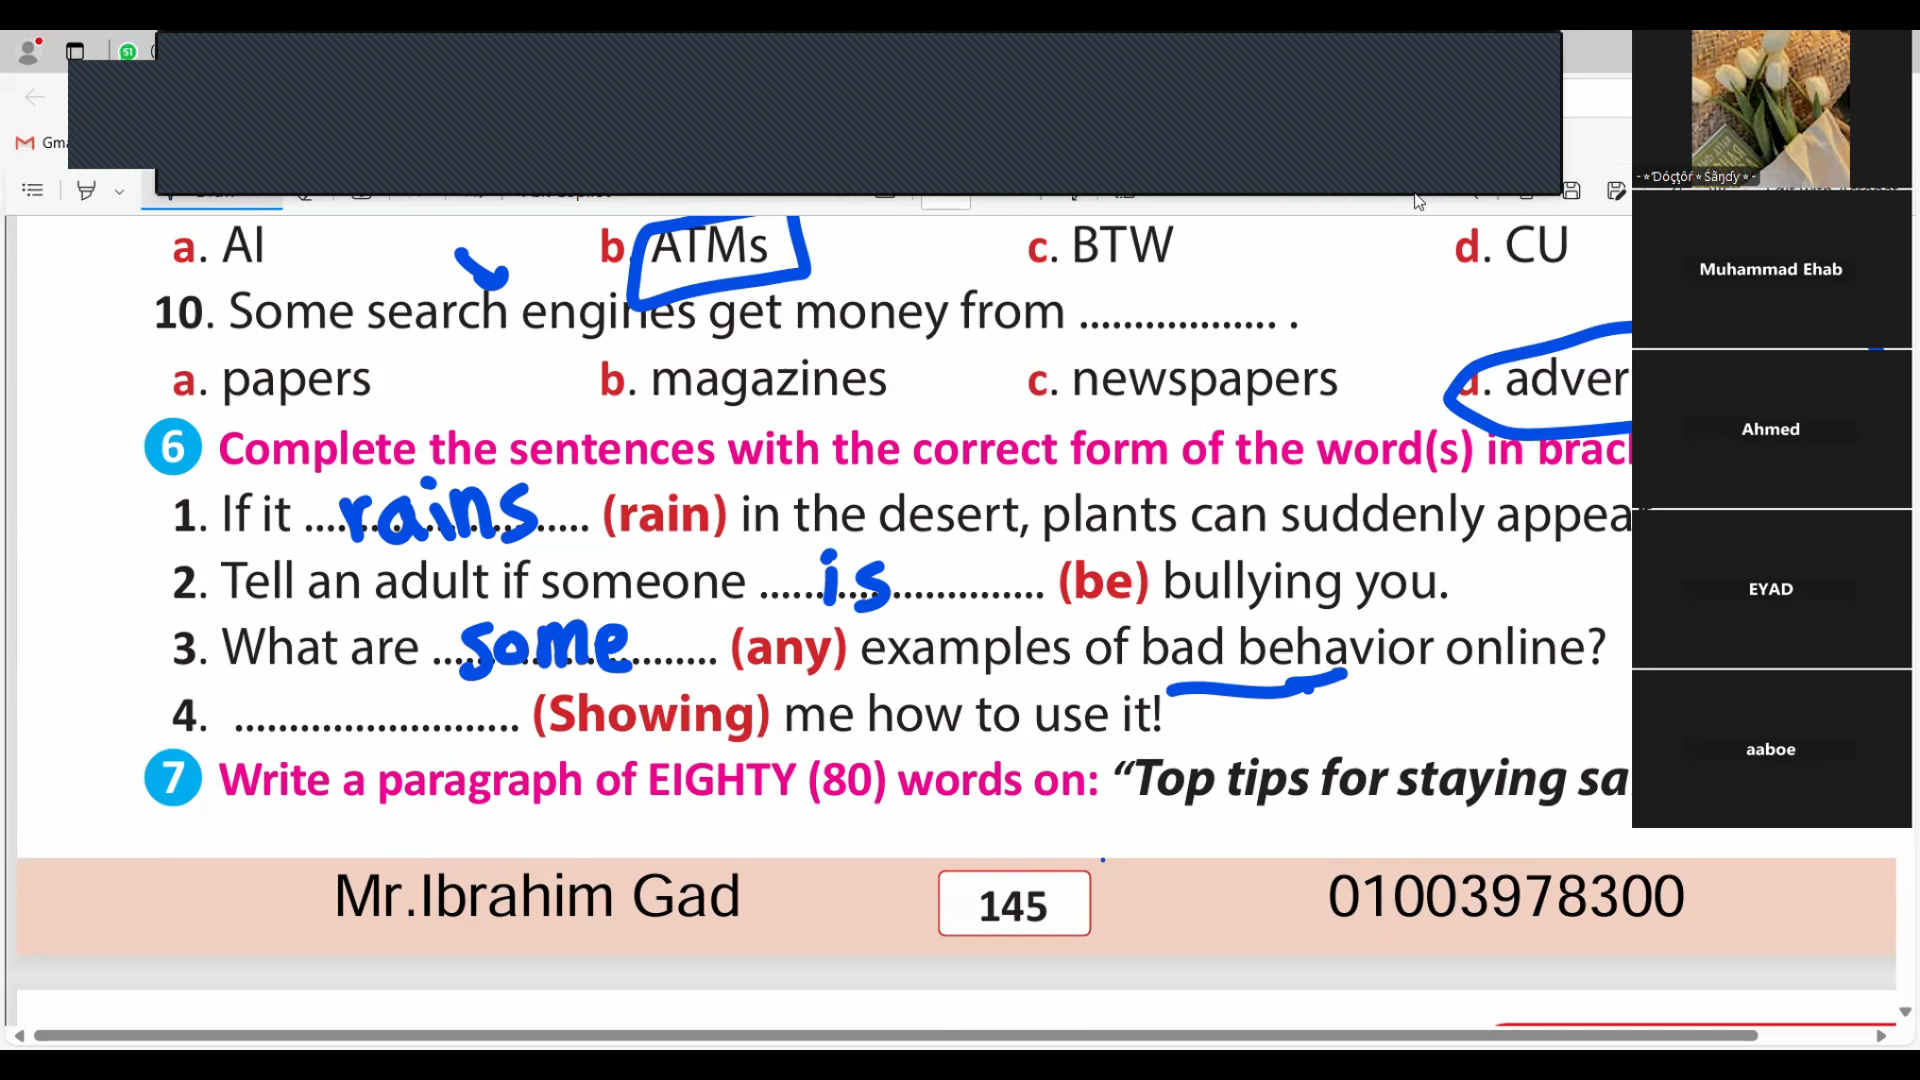 51
Gma
a. AI b. ATMs c. BTW d. CU
10. Some search engines get money from .................. .
a. papers b. magazines c. newspapers d. adver
6 Complete the sentences with the correct form of the word(s) in brac
1. If it ....rains.... (rain) in the desert, plants can suddenly appea
2. Tell an adult if someone ....is.... (be) bullying you.
3. What are ....some.... (any) examples of bad behavior online?
4. .......................... (Showing) me how to use it!
7 Write a paragraph of EIGHTY (80) words on: “Top tips for staying sa
Mr.Ibrahim Gad 145 01003978300
Muhammad Ehab
Ahmed
EYAD
aaboe